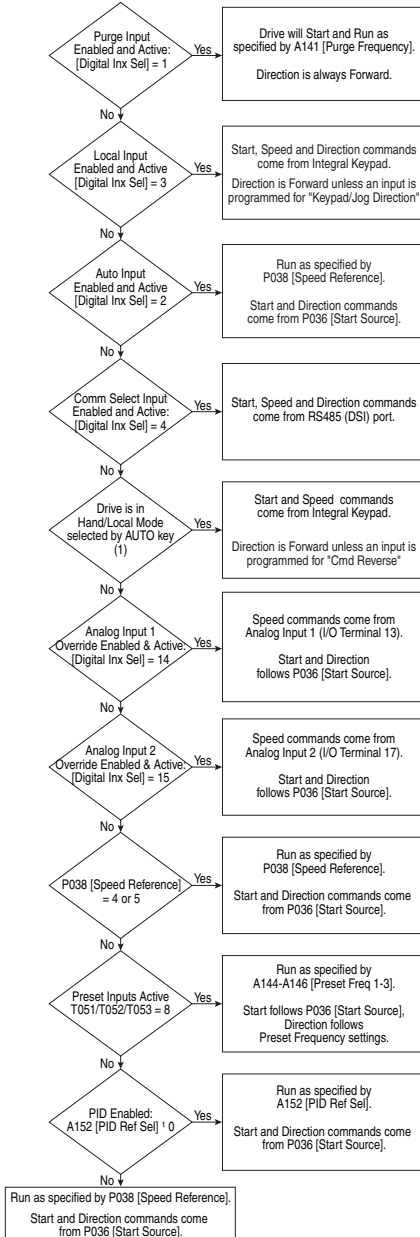 Purge Input
Enabled and Active:
[Digital Inx Sel] = 1
Yes
Drive will Start and Run as
specified by A141 [Purge Frequency].
Direction is always Forward.
No
Local Input
Enabled and Active
[Digital Inx Sel] = 3
Yes
Start, Speed and Direction commands
come from Integral Keypad.
Direction is Forward unless an input is
programmed for "Keypad/Jog Direction"
No
Auto Input
Enabled and Active
[Digital Inx Sel] = 2
Yes
Run as specified by
P038 [Speed Reference].
Start and Direction commands
come from P036 [Start Source].
No
Comm Select Input
Enabled and Active:
[Digital Inx Sel] = 4
Yes
Start, Speed and Direction commands
come from RS485 (DSI) port.
No
Drive is in
Hand/Local Mode
selected by AUTO key
(1)
Yes
Start and Speed commands
come from Integral Keypad.
Direction is Forward unless an input is
programmed for "Cmd Reverse"
No
Analog Input 1
Override Enabled & Active:
[Digital Inx Sel] = 14
Yes
Speed commands come from
Analog Input 1 (I/O Terminal 13).
Start and Direction
follows P036 [Start Source].
No
Analog Input 2
Override Enabled & Active:
[Digital Inx Sel] = 15
Yes
Speed commands come from
Analog Input 2 (I/O Terminal 17).
Start and Direction
follows P036 [Start Source].
No
P038 [Speed Reference]
= 4 or 5
Yes
Run as specified by
P038 [Speed Reference].
Start and Direction commands come
from P036 [Start Source].
No
Preset Inputs Active
T051/T052/T053 = 8
Yes
Run as specified by
A144-A146 [Preset Freq 1-3].
Start follows P036 [Start Source],
Direction follows
Preset Frequency settings.
No
PID Enabled:
A152 [PID Ref Sel] ¹ 0
Yes
Run as specified by
A152 [PID Ref Sel].
Start and Direction commands come
from P036 [Start Source].
No
Run as specified by P038 [Speed Reference].
Start and Direction commands come
from P036 [Start Source].